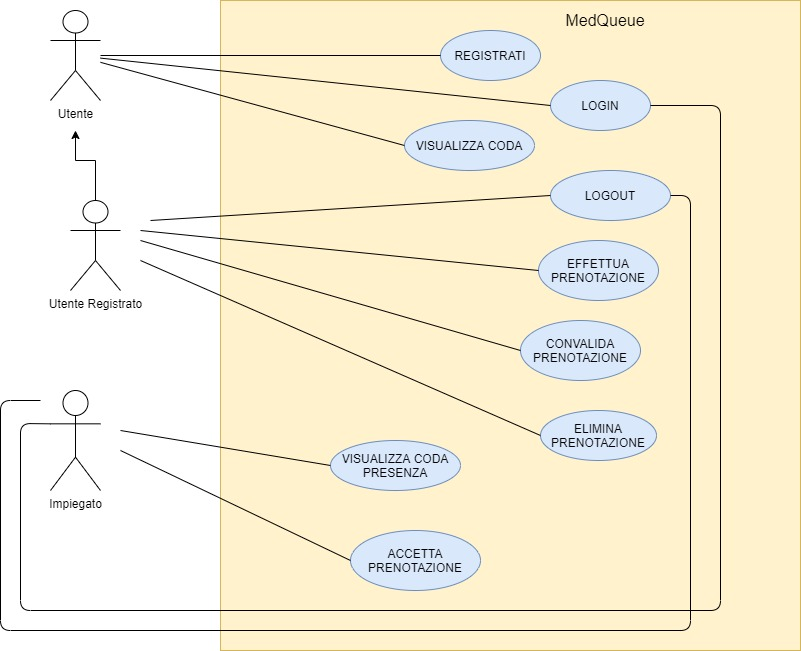 MedQueue
REGISTRATI
LOGIN
Utente
VISUALIZZA CODA
LOGOUT
EFFETTUA
PRENOTAZIONE
Utente Registrato
CONVALIDA
PRENOTAZIONE
ELIMINA
PRENOTAZIONE
VISUALIZZA CODA
PRESENZA
Impiegato
ACCETTA
PRENOTAZIONE